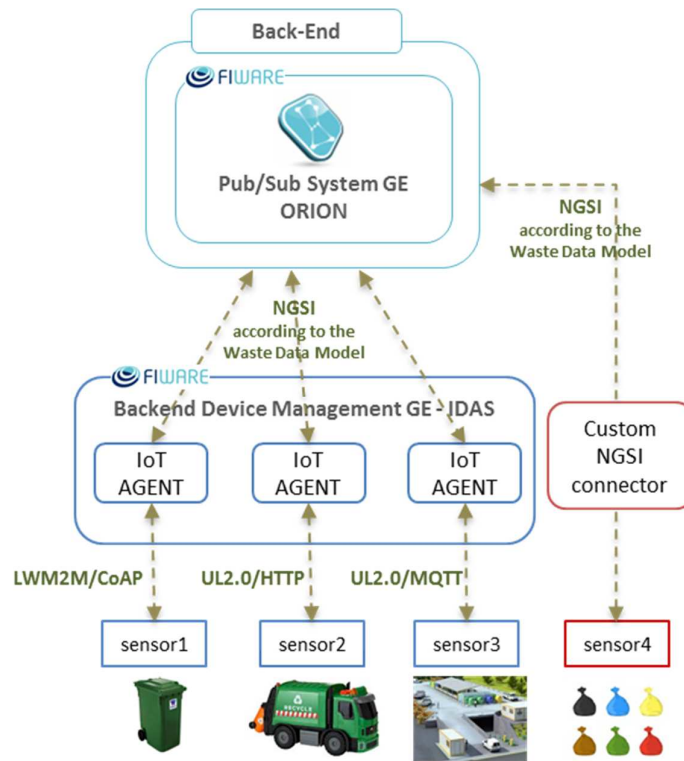 Back-End
FIWARE
Pub/Sub System GE
ORION
NGSI
according to the
Waste Data Model
NGSI
according to the
Waste Data Model
FIWARE
Backend Device Management GE - IDAS
IoT
AGENT
IoT
AGENT
IoT
AGENT
Custom
NGSI
connector
LWM2M/CoAP
UL2.0/HTTP
UL2.0/MQTT
sensor1
sensor2
sensor3
sensor4
RECYCLE